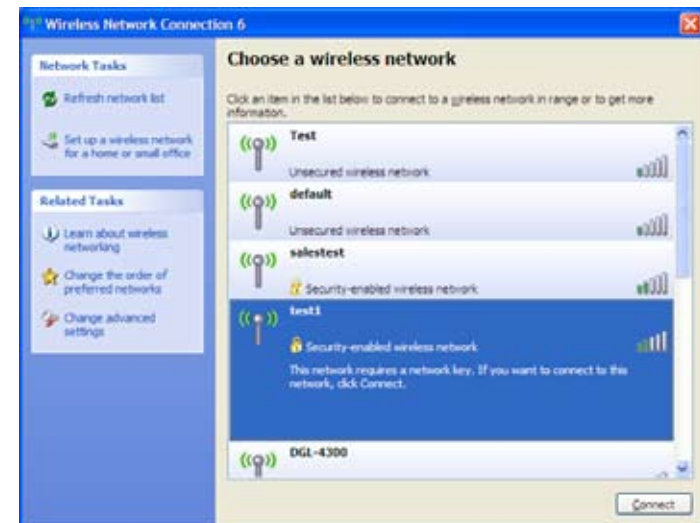 Wireless Network Connection 6
Network Tasks
Refresh network list
Set up a wireless network
for a home or small office
Related Tasks
Learn about wireless
networking
Change the order of
preferred networks
Change advanced
settings
Choose a wireless network
Click an item in the list below to connect to a wireless network in range or to get more
information.
Test
Unsecured wireless network
default
Unsecured wireless network
salestest
Security-enabled wireless network
test1
Security-enabled wireless network
This network requires a network key. If you want to connect to this
network, click Connect.
DGL-4300
Connect